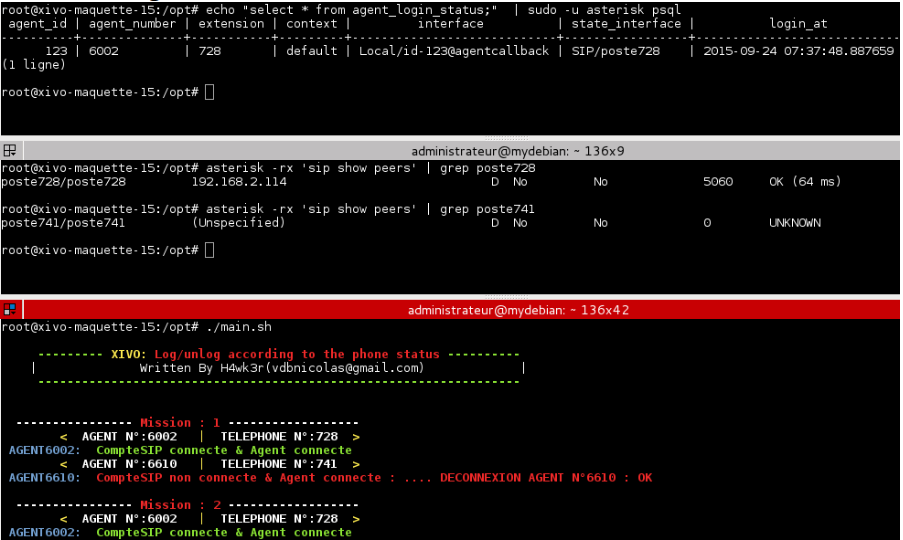 root@xivo-maquette-15:/opt# echo "select * from agent_login_status;"  | sudo -u asterisk psql
 agent_id | agent_number | extension | context |        interface         | state_interface |          login_at
----------+--------------+-----------+---------+--------------------------+-----------------+----------------------------
      123 | 6002         | 728       | default | Local/id-123@agentcallback | SIP/poste728    | 2015-09-24 07:37:48.887659
(1 ligne)
root@xivo-maquette-15:/opt#
administrateur@mydebian: ~ 136x9
root@xivo-maquette-15:/opt# asterisk -rx 'sip show peers' | grep poste728
poste728/poste728         192.168.2.114                            D  No         No            5060     OK (64 ms)
root@xivo-maquette-15:/opt# asterisk -rx 'sip show peers' | grep poste741
poste741/poste741         (Unspecified)                            D  No         No            0        UNKNOWN
root@xivo-maquette-15:/opt#
administrateur@mydebian: ~ 136x42
root@xivo-maquette-15:/opt# ./main.sh
--------- XIVO: Log/unlog according to the phone status ----------
|              Written By H4wk3r(vdbnicolas@gmail.com)             |
------------------------------------------------------------------
---------------- Mission : 1 ------------------
<  AGENT N°:6002   |  TELEPHONE N°:728  >
AGENT6002:  CompteSIP connecte & Agent connecte
<  AGENT N°:6610   |  TELEPHONE N°:741  >
AGENT6610:  CompteSIP non connecte & Agent connecte : .... DECONNEXION AGENT N°6610 : OK
---------------- Mission : 2 ------------------
<  AGENT N°:6002   |  TELEPHONE N°:728  >
AGENT6002:  CompteSIP connecte & Agent connecte